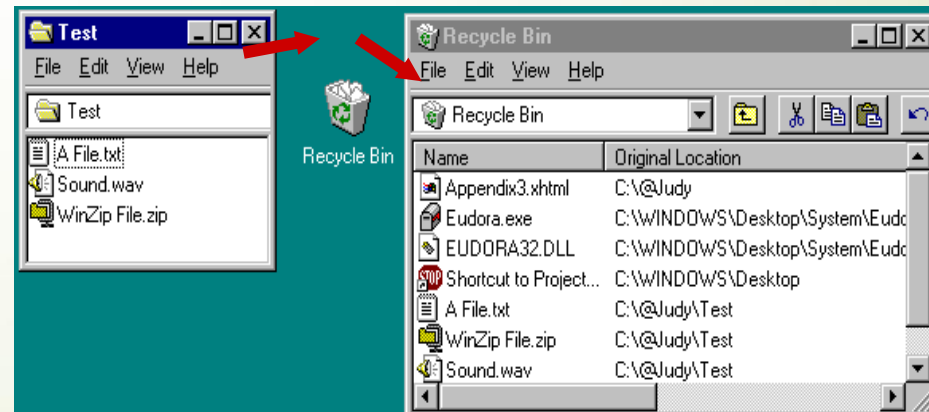 Test
File Edit View Help
Test
A File.txt
Sound.wav
WinZip File.zip
Recycle Bin
Recycle Bin
File Edit View Help
Recycle Bin
Name Original Location
Appendix3.xhtml C:\@Judy
Eudora.exe C:\WINDOWS\Desktop\System\Eudo
EUDORA32.DLL C:\WINDOWS\Desktop\System\Eudo
STOP Shortcut to Project... C:\WINDOWS\Desktop
A File.txt C:\@Judy\Test
WinZip File.zip C:\@Judy\Test
Sound.wav C:\@Judy\Test